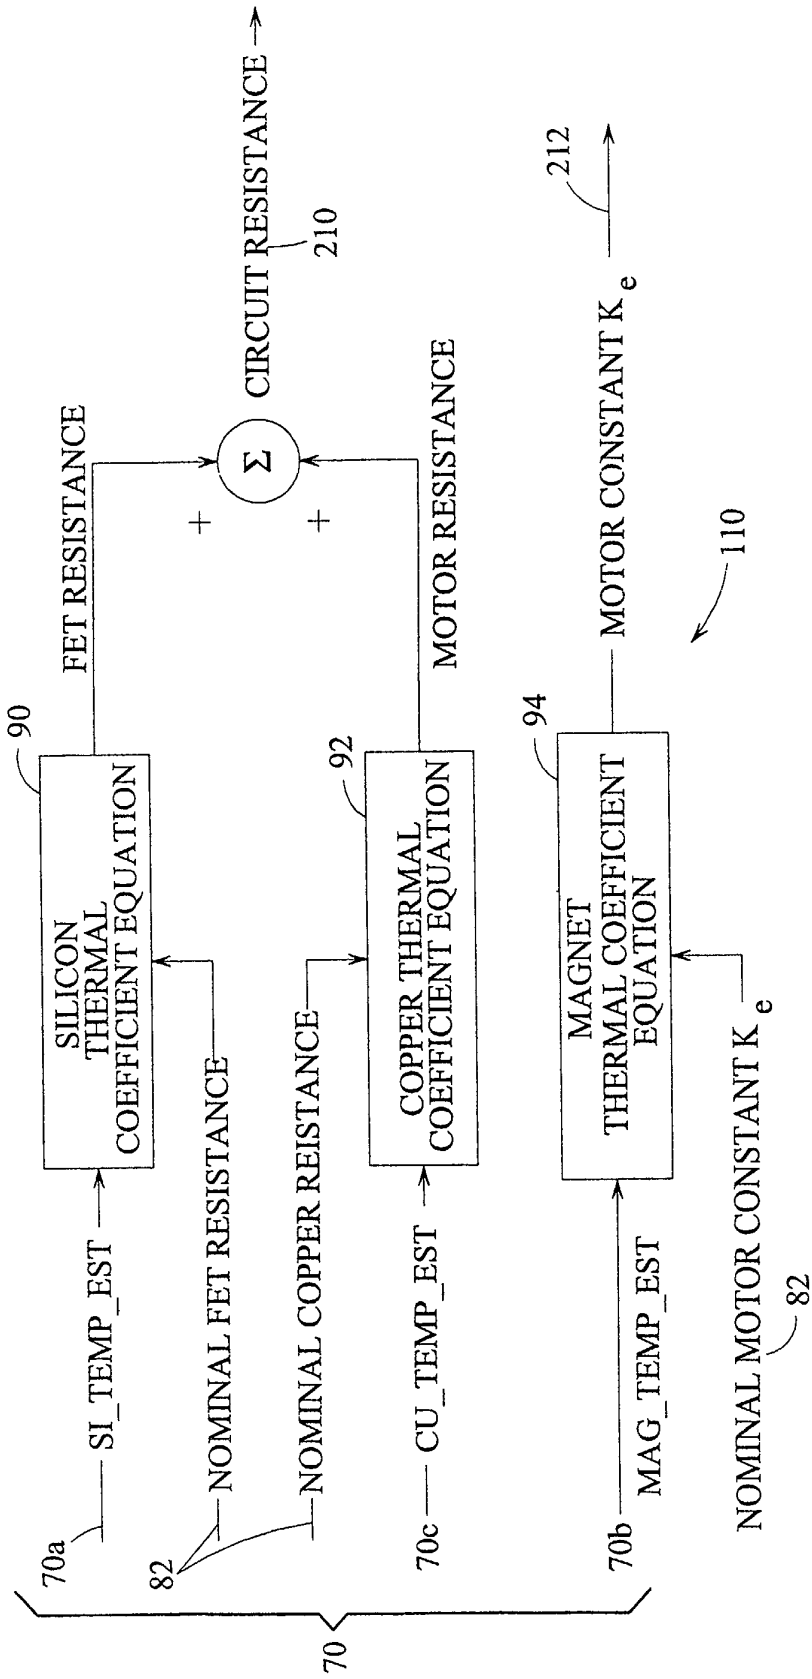 70
70a
SI_TEMP_EST
SILICON
THERMAL
COEFFICIENT EQUATION
90
FET RESISTANCE
82
NOMINAL FET RESISTANCE
+
Σ
CIRCUIT RESISTANCE
210
NOMINAL COPPER REISTANCE
+
70c
CU_TEMP_EST
COPPER THERMAL
COEFFICIENT EQUATION
92
MOTOR RESISTANCE
70b
MAG_TEMP_EST
MAGNET
THERMAL COEFFICIENT
EQUATION
94
MOTOR CONSTANT Ke
212
NOMINAL MOTOR CONSTANT Ke
82
110